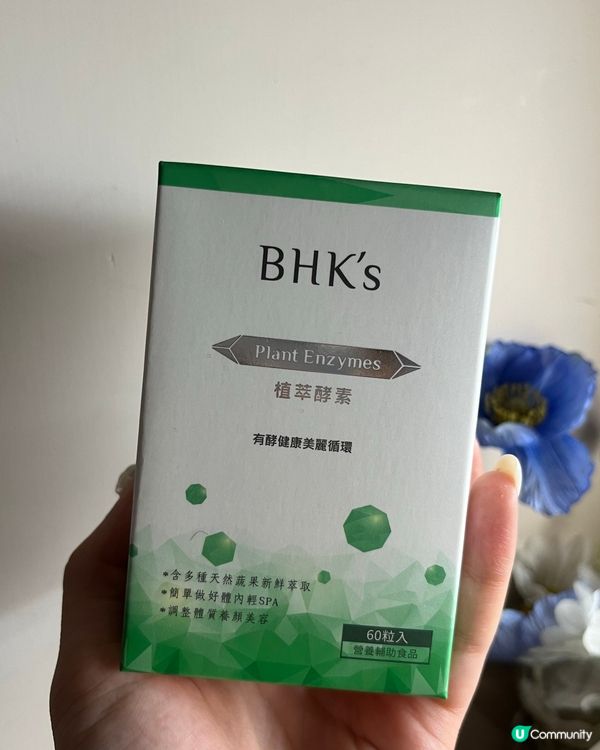 BHK's
Plant Enzymes
植萃酵素
有酵健康美麗循環
*含多種天然蔬果新鮮萃取
*簡單做好體內輕SPA
*調整體質養顏美容
60粒入
營養輔助食品
U Community